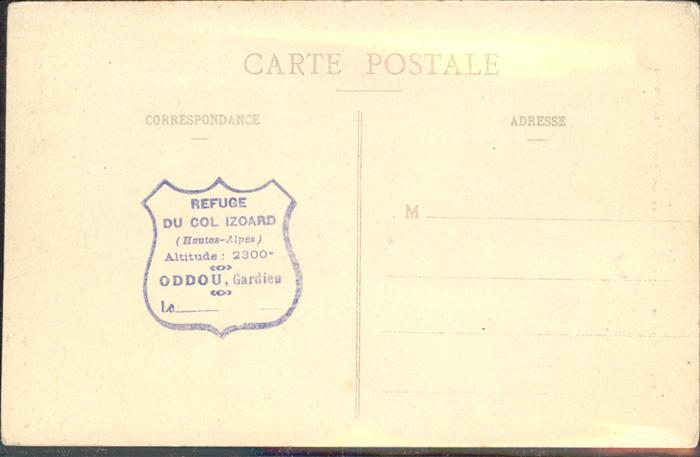 CARTE POSTALE
CORRESPONDANCE
ADRESSE
REFUGE
DU COL IZOARD
(Hautes-Alpes)
Altitude : 2300m
ODDOU, Gardien
Le
M